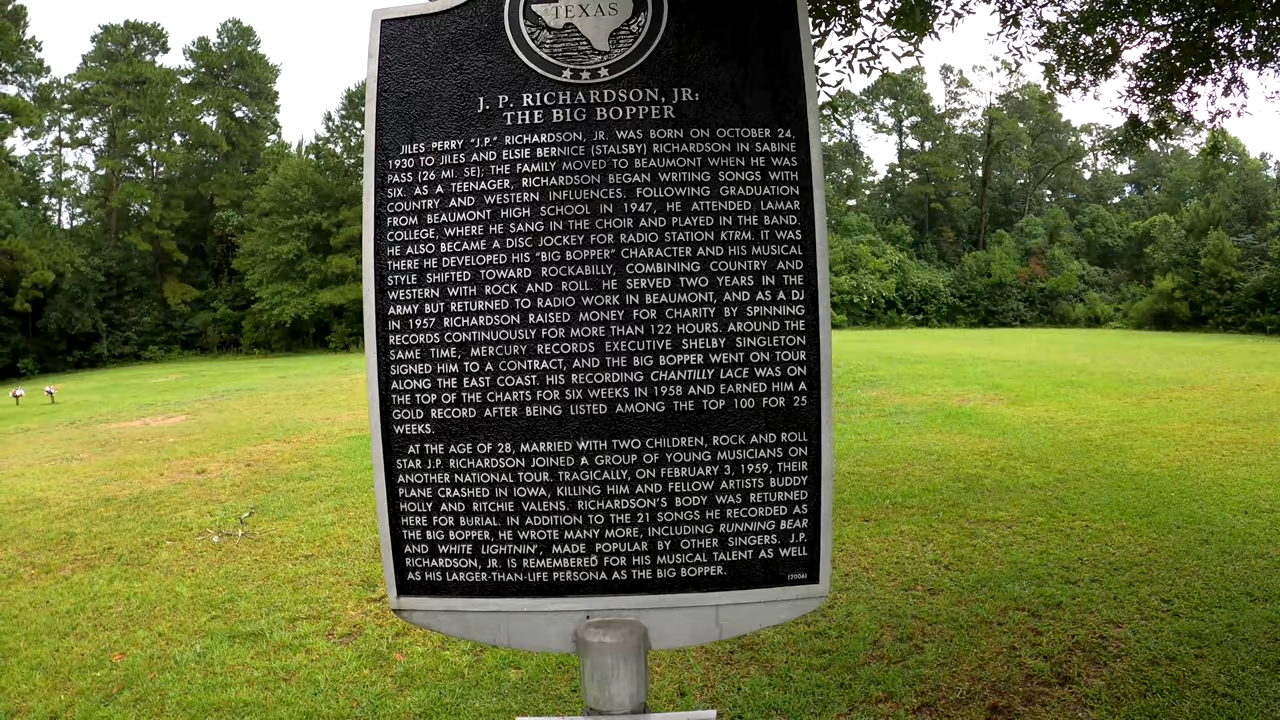 TEXAS
J. P. RICHARDSON, JR:
THE BIG BOPPER
JILES PERRY "J.P." RICHARDSON, JR. WAS BORN ON OCTOBER 24,
1930 TO JILES AND ELSIE BERNICE (STALSBY) RICHARDSON IN SABINE
PASS (26 MI. SE); THE FAMILY MOVED TO BEAUMONT WHEN HE WAS
SIX. AS A TEENAGER, RICHARDSON BEGAN WRITING SONGS WITH
COUNTRY AND WESTERN INFLUENCES. FOLLOWING GRADUATION
FROM BEAUMONT HIGH SCHOOL IN 1947, HE ATTENDED LAMAR
COLLEGE, WHERE HE SANG IN THE CHOIR AND PLAYED IN THE BAND.
HE ALSO BECAME A DISC JOCKEY FOR RADIO STATION KTRM. IT WAS
THERE HE DEVELOPED HIS "BIG BOPPER" CHARACTER AND HIS MUSICAL
STYLE SHIFTED TOWARD ROCKABILLY, COMBINING COUNTRY AND
WESTERN WITH ROCK AND ROLL. HE SERVED TWO YEARS IN THE
ARMY BUT RETURNED TO RADIO WORK IN BEAUMONT, AND AS A DJ
IN 1957 RICHARDSON RAISED MONEY FOR CHARITY BY SPINNING
RECORDS CONTINUOUSLY FOR MORE THAN 122 HOURS. AROUND THE
SAME TIME, MERCURY RECORDS EXECUTIVE SHELBY SINGLETON
SIGNED HIM TO A CONTRACT, AND THE BIG BOPPER WENT ON TOUR
ALONG THE EAST COAST. HIS RECORDING CHANTILLY LACE WAS ON
THE TOP OF THE CHARTS FOR SIX WEEKS IN 1958 AND EARNED HIM A
GOLD RECORD AFTER BEING LISTED AMONG THE TOP 100 FOR 25
WEEKS.
AT THE AGE OF 28, MARRIED WITH TWO CHILDREN, ROCK AND ROLL
STAR J.P. RICHARDSON JOINED A GROUP OF YOUNG MUSICIANS ON
ANOTHER NATIONAL TOUR. TRAGICALLY, ON FEBRUARY 3, 1959, THEIR
PLANE CRASHED IN IOWA, KILLING HIM AND FELLOW ARTISTS BUDDY
HOLLY AND RITCHIE VALENS. RICHARDSON'S BODY WAS RETURNED
HERE FOR BURIAL. IN ADDITION TO THE 21 SONGS HE RECORDED AS
THE BIG BOPPER, HE WROTE MANY MORE, INCLUDING RUNNING BEAR
AND WHITE LIGHTNIN', MADE POPULAR BY OTHER SINGERS. J.P.
RICHARDSON, JR. IS REMEMBERED FOR HIS MUSICAL TALENT AS WELL
AS HIS LARGER-THAN-LIFE PERSONA AS THE BIG BOPPER.
(2006)